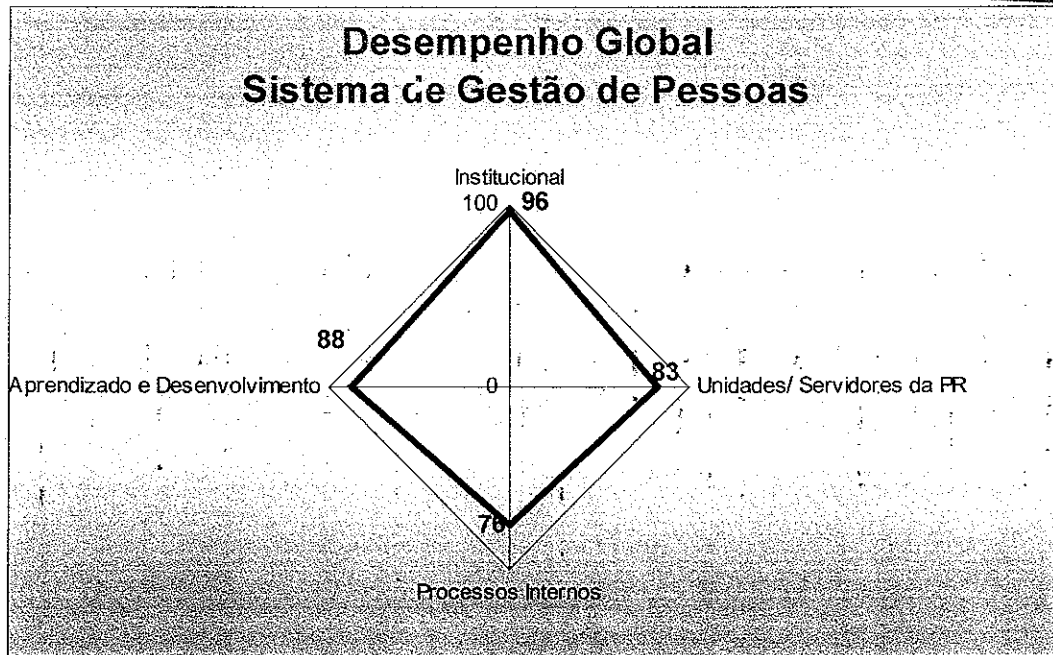 Desempenho Global
Sistema de Gestão de Pessoas
Institucional
100 96
88
83
Aprendizado e Desenvolvimento
0
Unidades/ Servidores da PR
76
Processos Internos